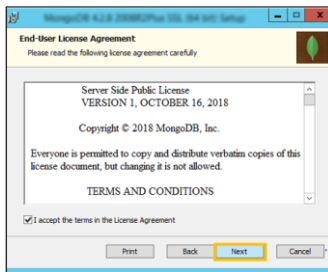 MongoDB 4.2.8 2008R2Plus SSL (64 bit) Setup
End-User License Agreement
Please read the following license agreement carefully
Server Side Public License
VERSION 1, OCTOBER 16, 2018
Copyright © 2018 MongoDB, Inc.
Everyone is permitted to copy and distribute verbatim copies of this
license document, but changing it is not allowed.
TERMS AND CONDITIONS
I accept the terms in the License Agreement
Print Back Next Cancel